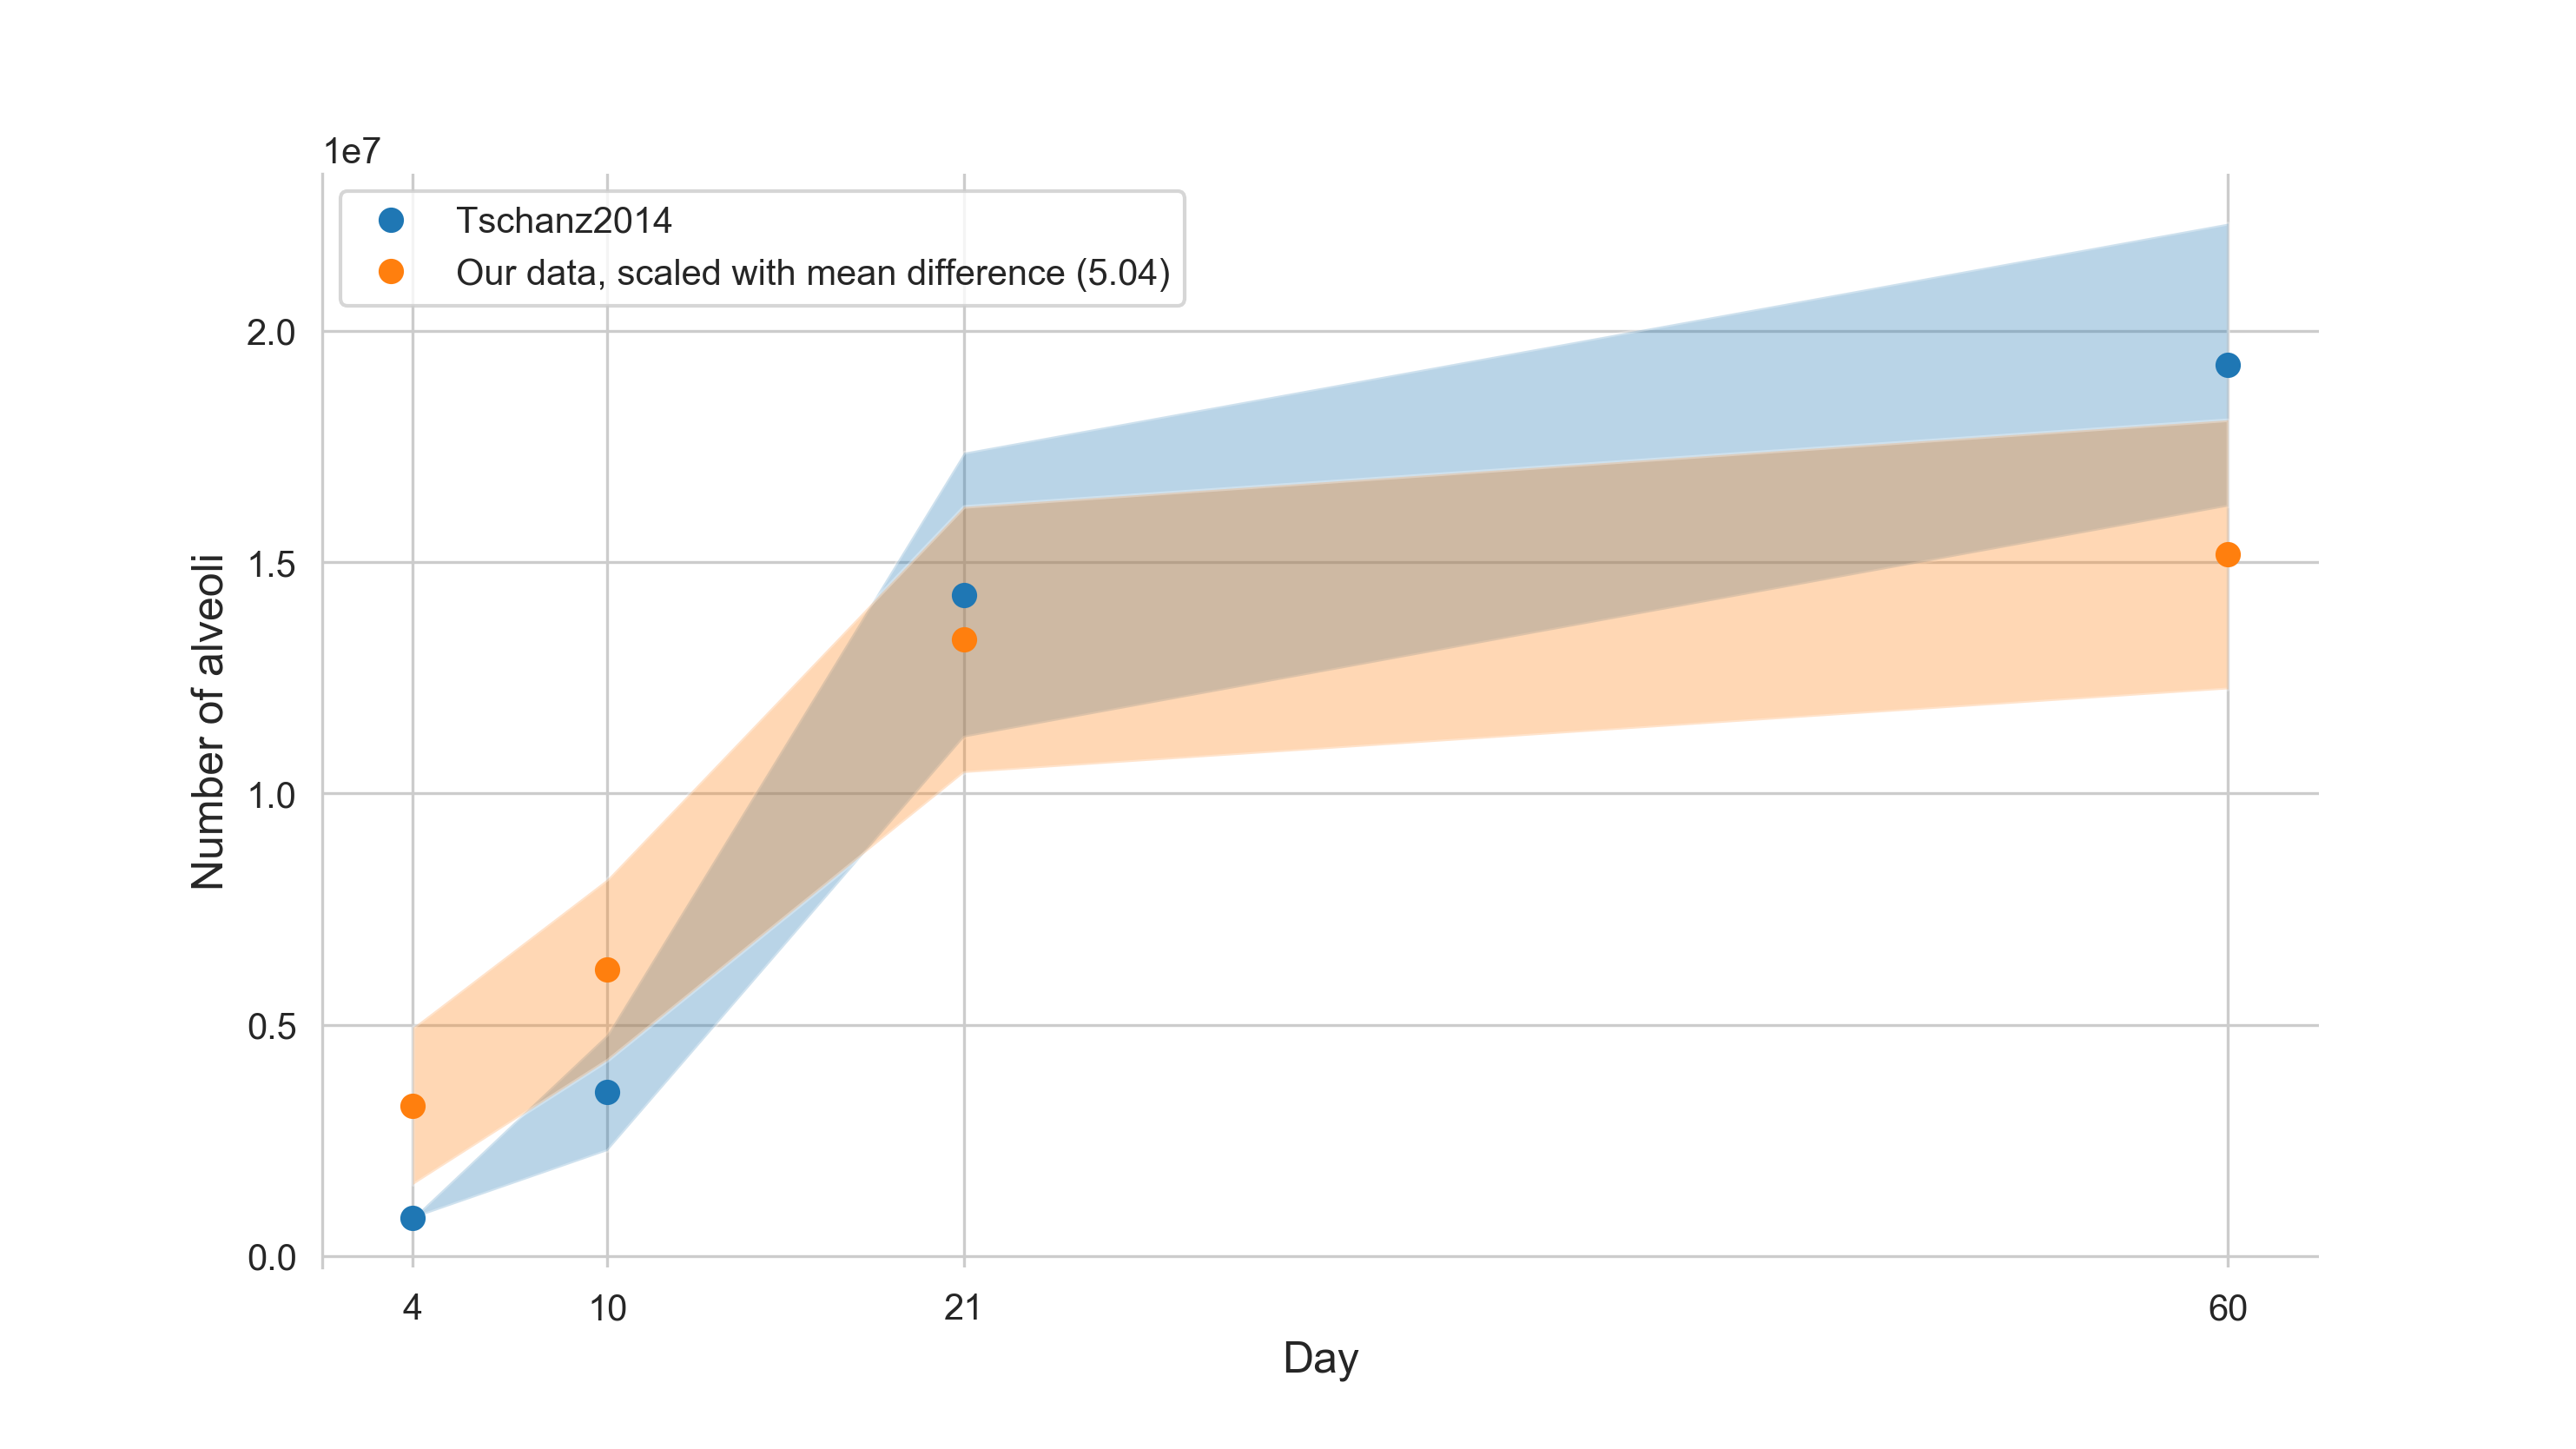 1e7
Tschanz2014
Our data, scaled with mean difference (5.04)
2.0
1.5
1.0
0.5
0.0
Number of alveoli
4 10 21 60
Day